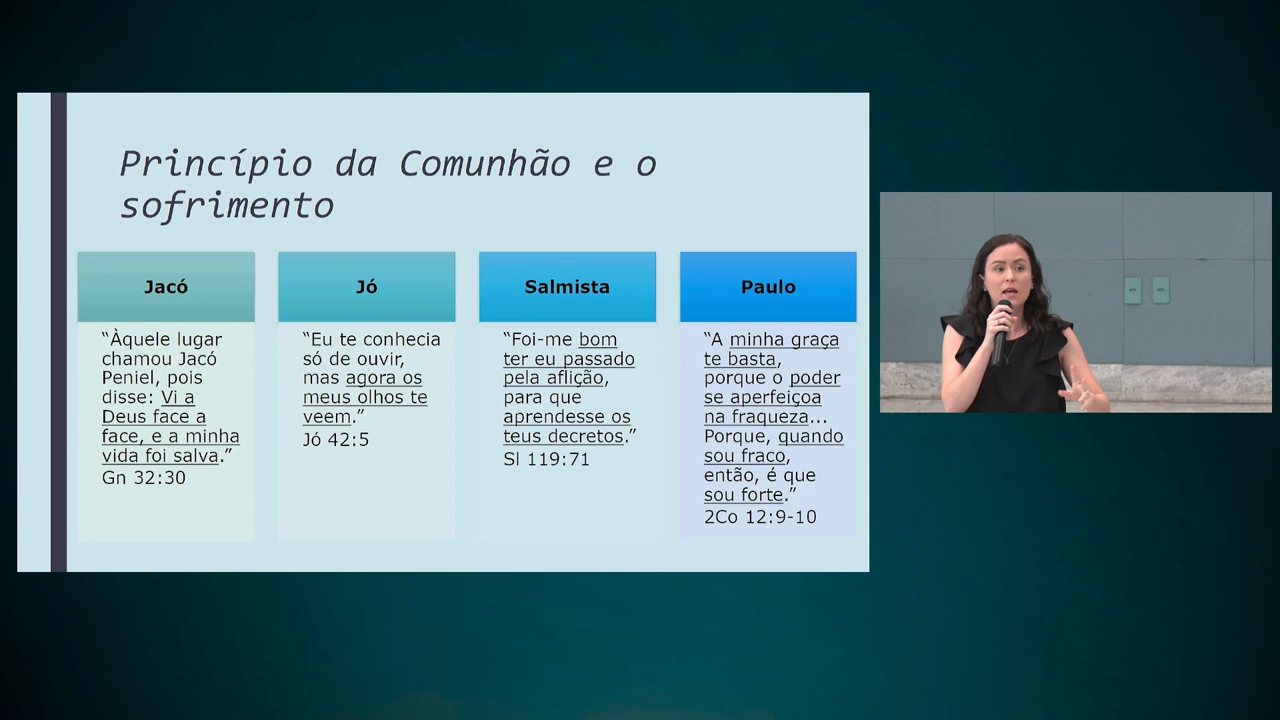 Princípio da Comunhão e o
sofrimento
Jacó
“Àquele lugar
chamou Jacó
Peniel, pois
disse: Vi a
Deus face a
face, e a minha
vida foi salva.”
Gn 32:30
Jó
“Eu te conhecia
só de ouvir,
mas agora os
meus olhos te
veem.”
Jó 42:5
Salmista
“Foi-me bom
ter eu passado
pela aflição,
para que
aprendesse os
teus decretos.”
Sl 119:71
Paulo
“A minha graça
te basta,
porque o poder
se aperfeiçoa
na fraqueza...
Porque, quando
sou fraco,
então, é que
sou forte.”
2Co 12:9-10